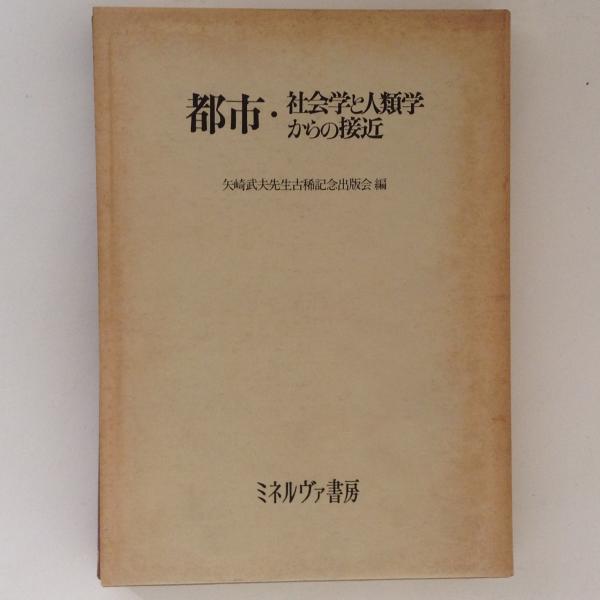 都市・社会学と人類学
からの接近
矢崎武夫先生古稀記念出版会 編
ミネルヴァ書房